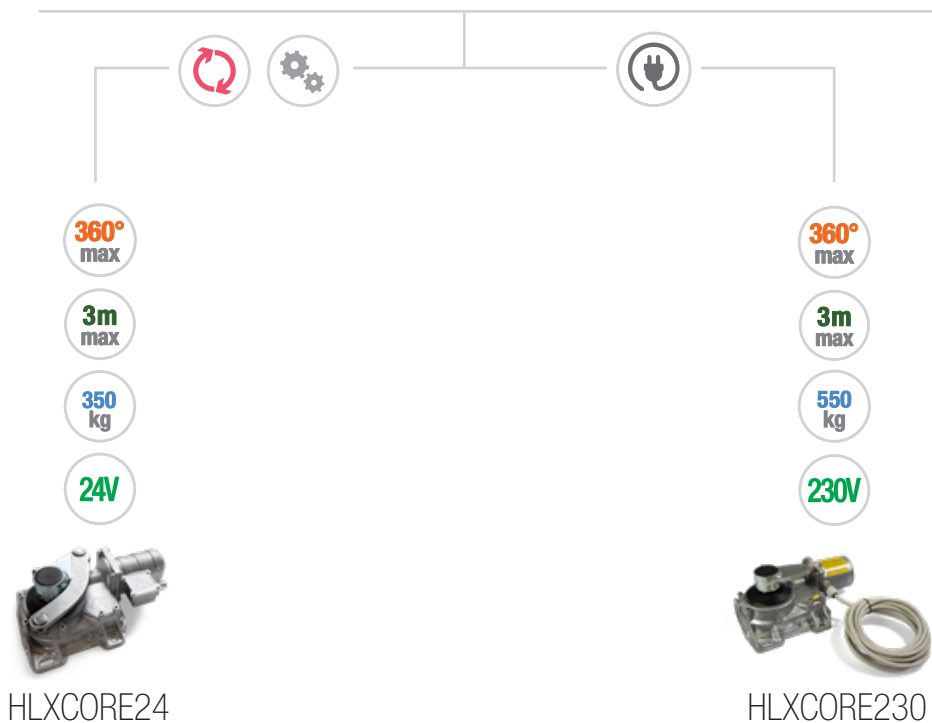 360°
max
3m
max
350
kg
24V
HLXCORE24
360°
max
3m
max
550
kg
230V
HLXCORE230